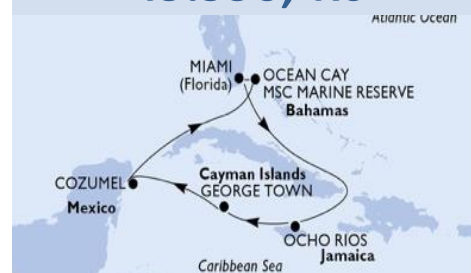 Atlantic Ocean
MIAMI
(Florida)
OCEAN CAY
MSC MARINE RESERVE
Bahamas
Cayman Islands
GEORGE TOWN
COZUMEL
Mexico
OCHO RIOS
Jamaica
Caribbean Sea